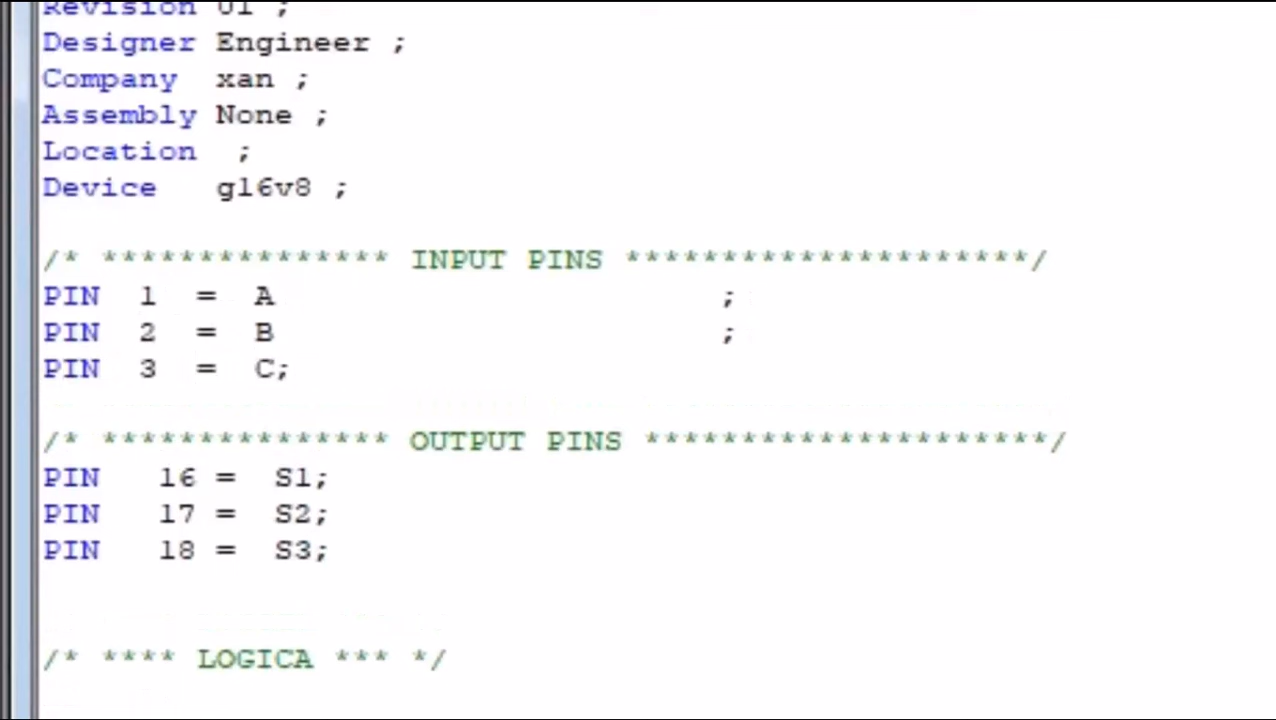 Revision 01 ;
Designer Engineer ;
Company  xan ;
Assembly None ;
Location  ;
Device   g16v8 ;
/* *************** INPUT PINS *********************/
PIN  1  =  A                       ;
PIN  2  =  B                       ;
PIN  3  =  C;
/* *************** OUTPUT PINS *********************/
PIN   16 =  S1;
PIN   17 =  S2;
PIN   18 =  S3;
/* **** LOGICA *** */